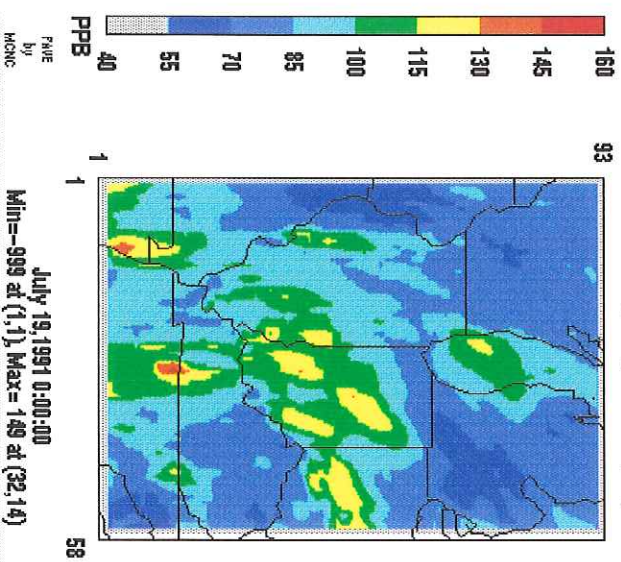 160
145
130
115
100
85
70
55
40
PPB
PAVE
by
MCNC
93
1
1
58
July 19,1991 0:00:00
Min=-999 at (1,1), Max= 149 at (32,14)